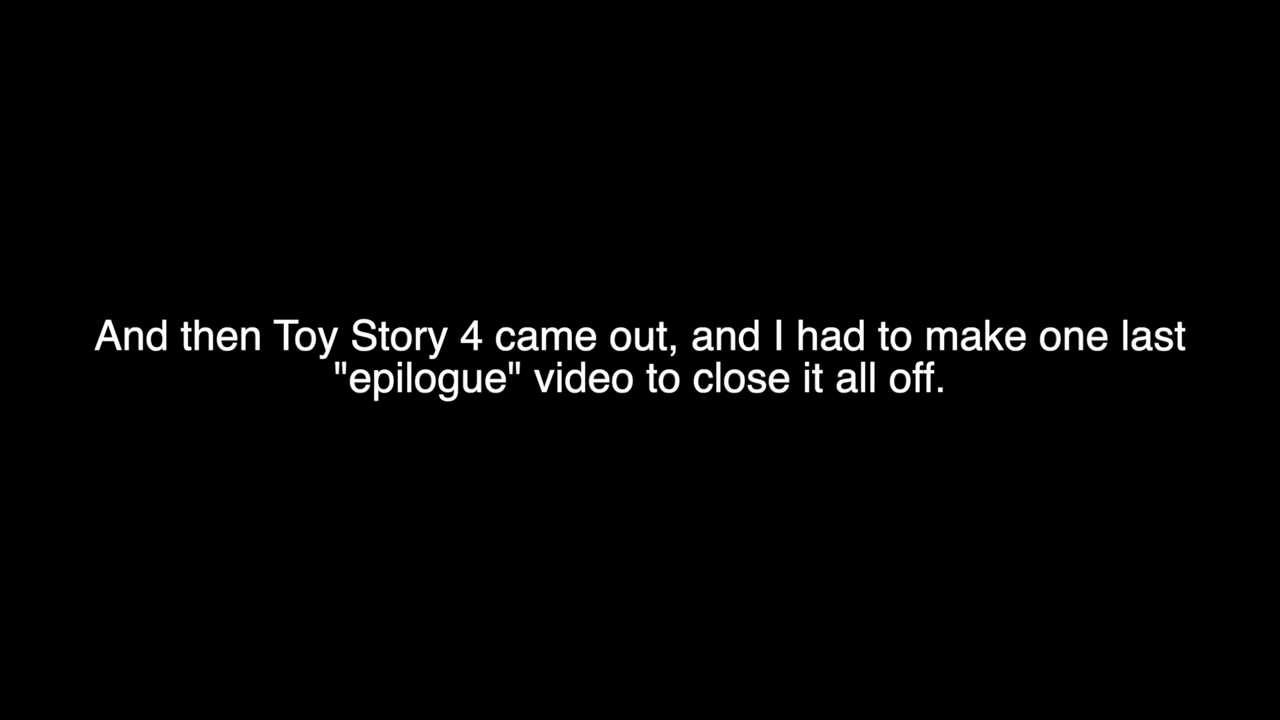 And then Toy Story 4 came out, and I had to make one last
"epilogue" video to close it all off.